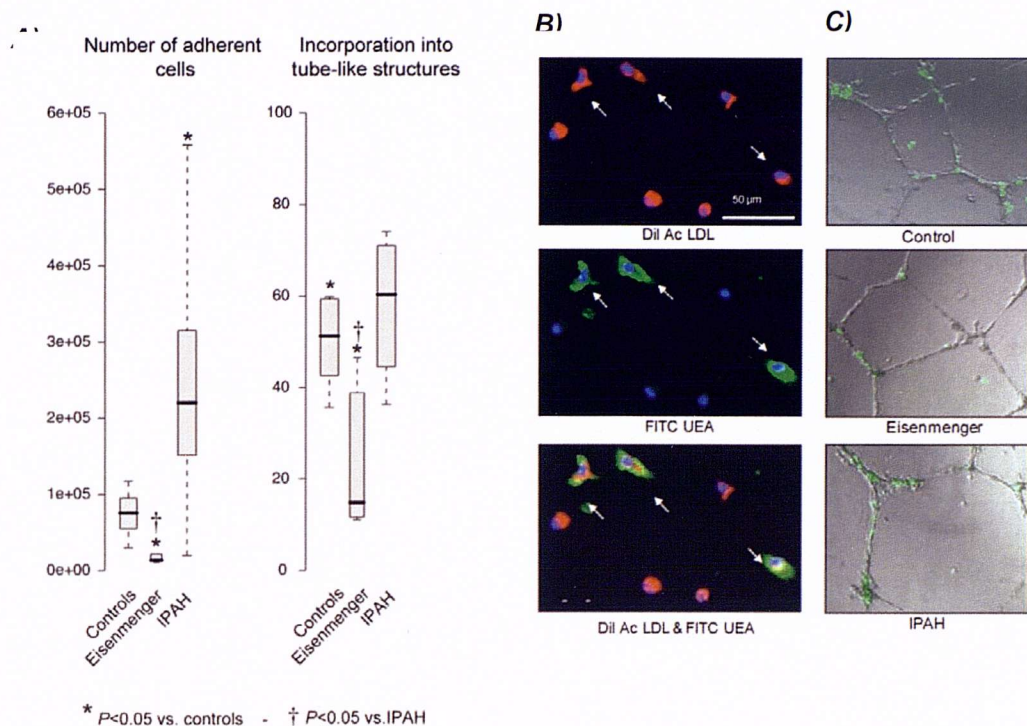 A)
Number of adherent
cells
6e+05
5e+05
4e+05
3e+05
2e+05
1e+05
0e+00
*
†
*
Controls
Eisenmenger
IPAH
Incorporation into
tube-like structures
100
80
60
40
20
0
*
†
*
Controls
Eisenmenger
IPAH
* P<0.05 vs. controls - † P<0.05 vs.IPAH
B)
50 µm
Dil Ac LDL
FITC UEA
Dil Ac LDL & FITC UEA
C)
Control
Eisenmenger
IPAH